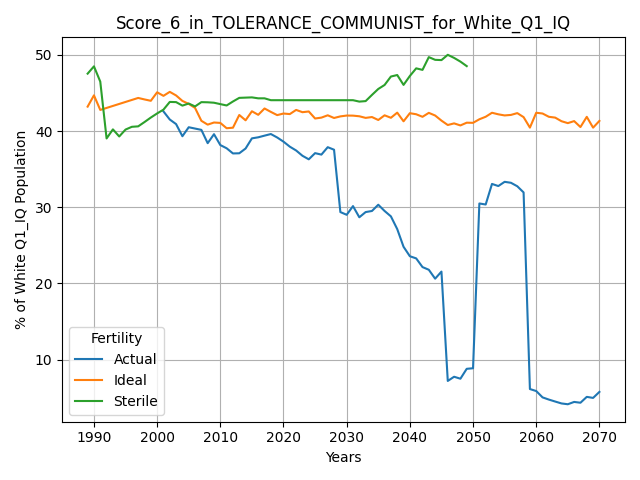 Score_6_in_TOLERANCE_COMMUNIST_for_White_Q1_IQ
% of White Q1_IQ Population
50
40
30
20
10
Fertility
Actual
Ideal
Sterile
1990 2000 2010 2020 2030 2040 2050 2060 2070
Years